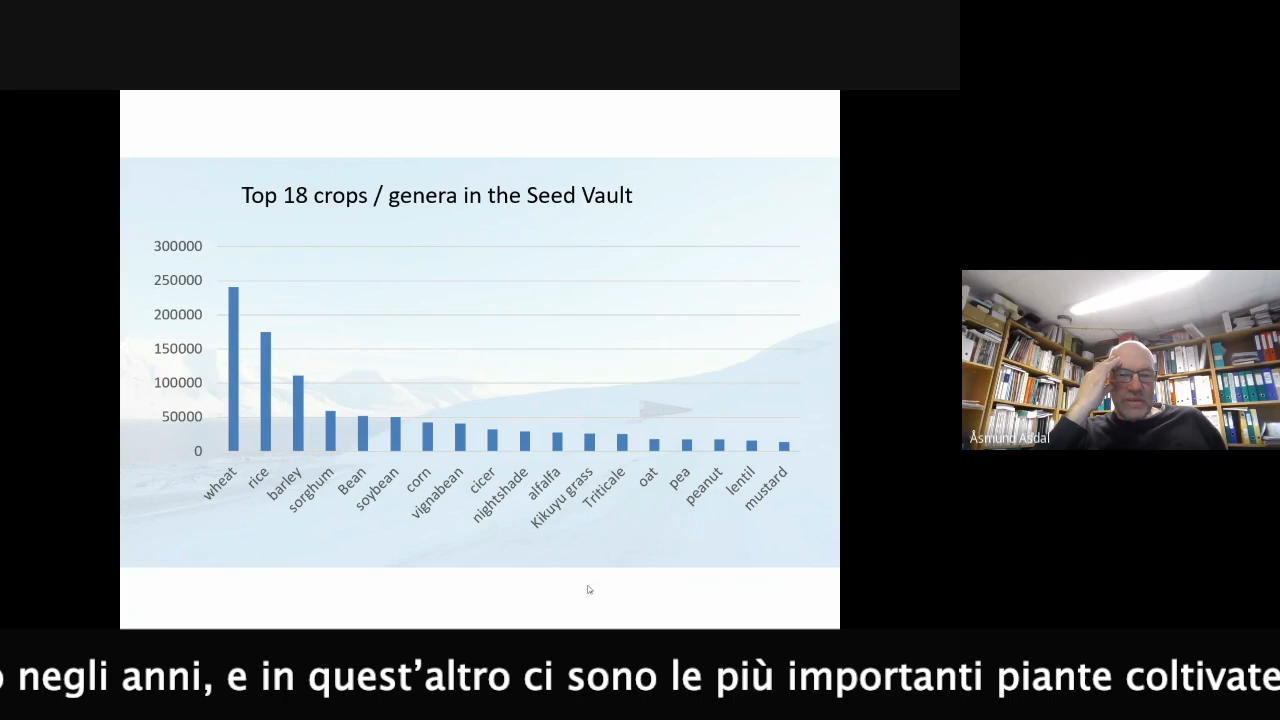 Top 18 crops / genera in the Seed Vault
300000
250000
200000
150000
100000
50000
0
wheat
rice
barley
sorghum
Bean
soybean
corn
vignabean
cicer
nightshade
alfalfa
Kikuyu grass
Triticale
oat
pea
peanut
lentil
mustard
Åsmund Asdal
negli anni, e in quest’altro ci sono le più importanti piante coltivate